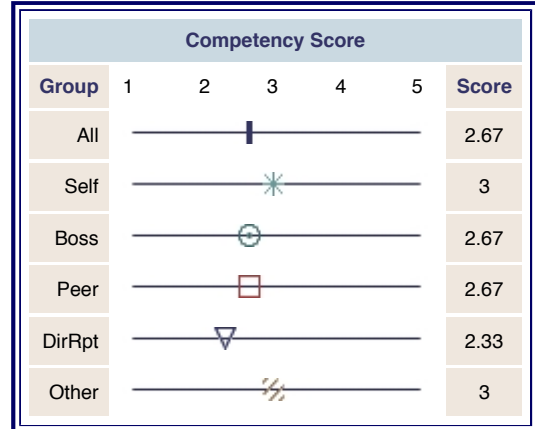 Competency Score
Group 1 2 3 4 5 Score
All 2.67
Self 3
Boss 2.67
Peer 2.67
DirRpt 2.33
Other 3